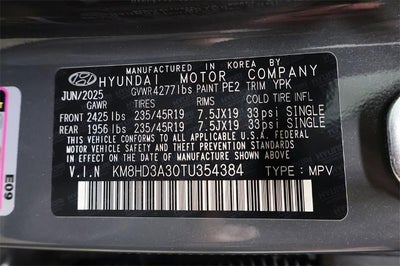 MANUFACTURED IN KOREA BY
HYUNDAI MOTOR COMPANY
JUN/2025 GVWR 4277 lbs PAINT PE2 TRIM YPK
GAWR TIRES RIMS COLD TIRE INFL
FRONT 2425 lbs 235/45R19 7.5JX19 33psi SINGLE
REAR 1956 lbs 235/45R19 7.5JX19 33psi SINGLE
THIS VEHICLE CONFORMS TO ALL APPLICABLE U.S.A. FEDERAL
MOTOR VEHICLE SAFETY, BUMPER, AND THEFT PREVENTION
STANDARDS IN EFFECT ON THE DATE OF MANUFACTURE
SHOWN ABOVE.
V.I.N KM8HD3A30TU354384 TYPE: MPV
E09